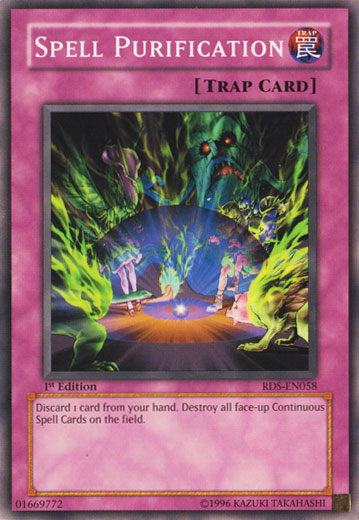 SPELL PURIFICATION
TRAP
罠
[TRAP CARD]
1st Edition
RDS-EN058
Discard 1 card from your hand. Destroy all face-up Continuous
Spell Cards on the field.
01669772
©1996 KAZUKI TAKAHASHI